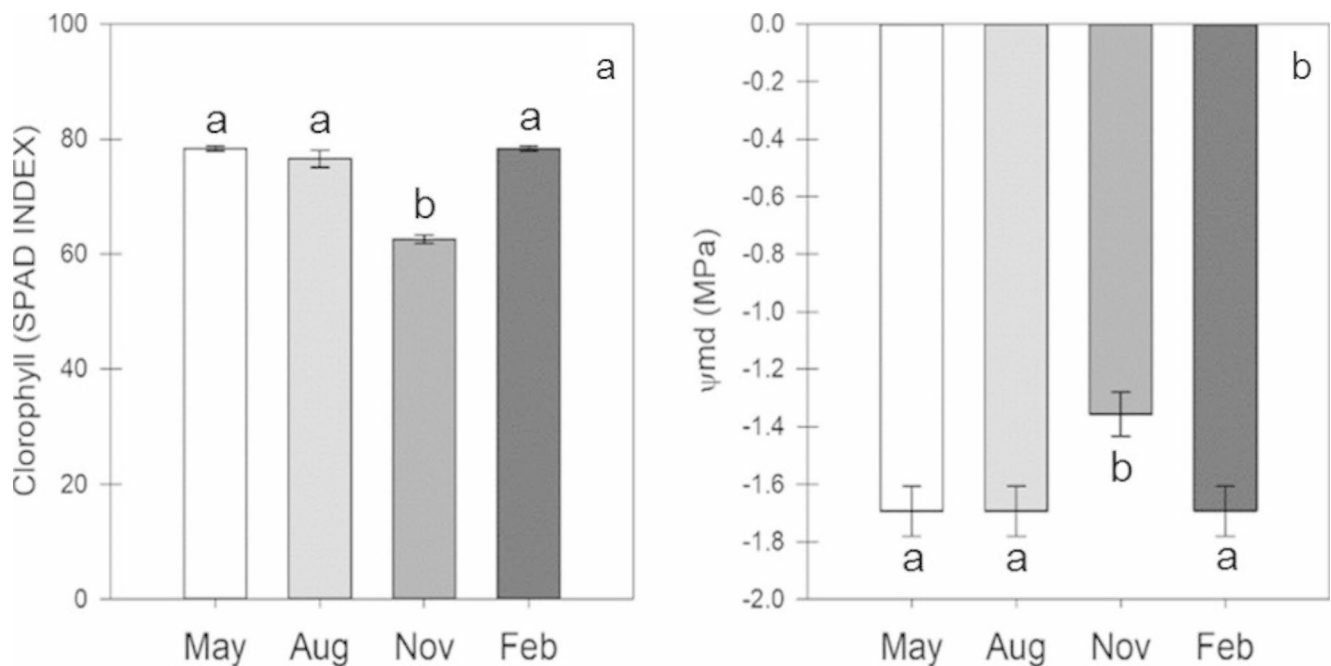 Clorophyll (SPAD INDEX)
100
80
60
40
20
0
a
a
a
b
a
May Aug Nov Feb
ψmd (MPa)
0.0
-0.2
-0.4
-0.6
-0.8
-1.0
-1.2
-1.4
-1.6
-1.8
-2.0
b
b
a
a
a
May Aug Nov Feb